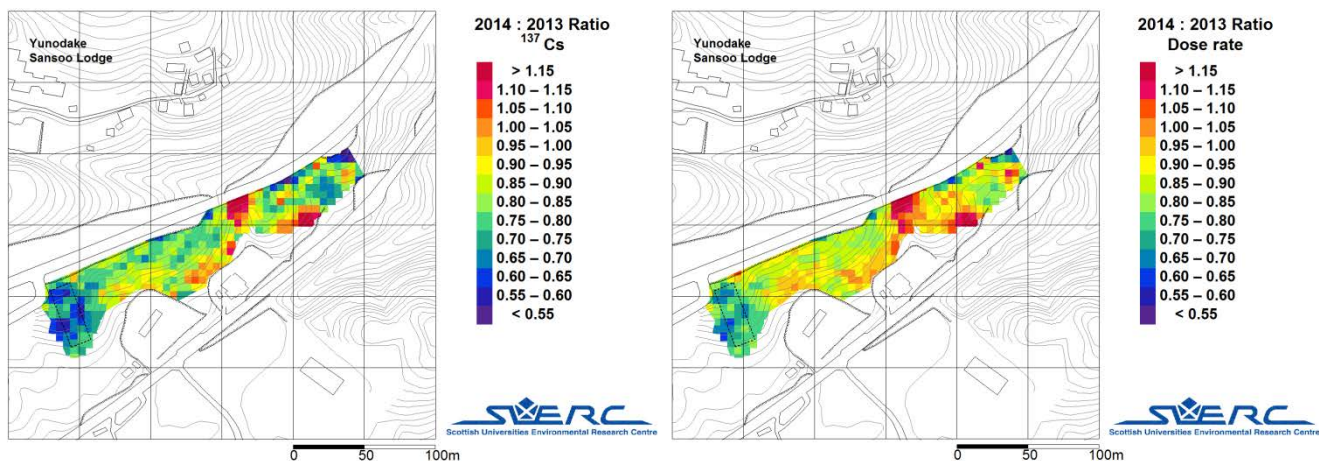 Yunodake
Sansoo Lodge
2014 : 2013 Ratio
137 Cs
> 1.15
1.10 – 1.15
1.05 – 1.10
1.00 – 1.05
0.95 – 1.00
0.90 – 0.95
0.85 – 0.90
0.80 – 0.85
0.75 – 0.80
0.70 – 0.75
0.65 – 0.70
0.60 – 0.65
0.55 – 0.60
< 0.55
SUERC
Scottish Universities Environmental Research Centre
0 50 100m
Yunodake
Sansoo Lodge
2014 : 2013 Ratio
Dose rate
> 1.15
1.10 – 1.15
1.05 – 1.10
1.00 – 1.05
0.95 – 1.00
0.90 – 0.95
0.85 – 0.90
0.80 – 0.85
0.75 – 0.80
0.70 – 0.75
0.65 – 0.70
0.60 – 0.65
0.55 – 0.60
< 0.55
SUERC
Scottish Universities Environmental Research Centre
0 50 100m